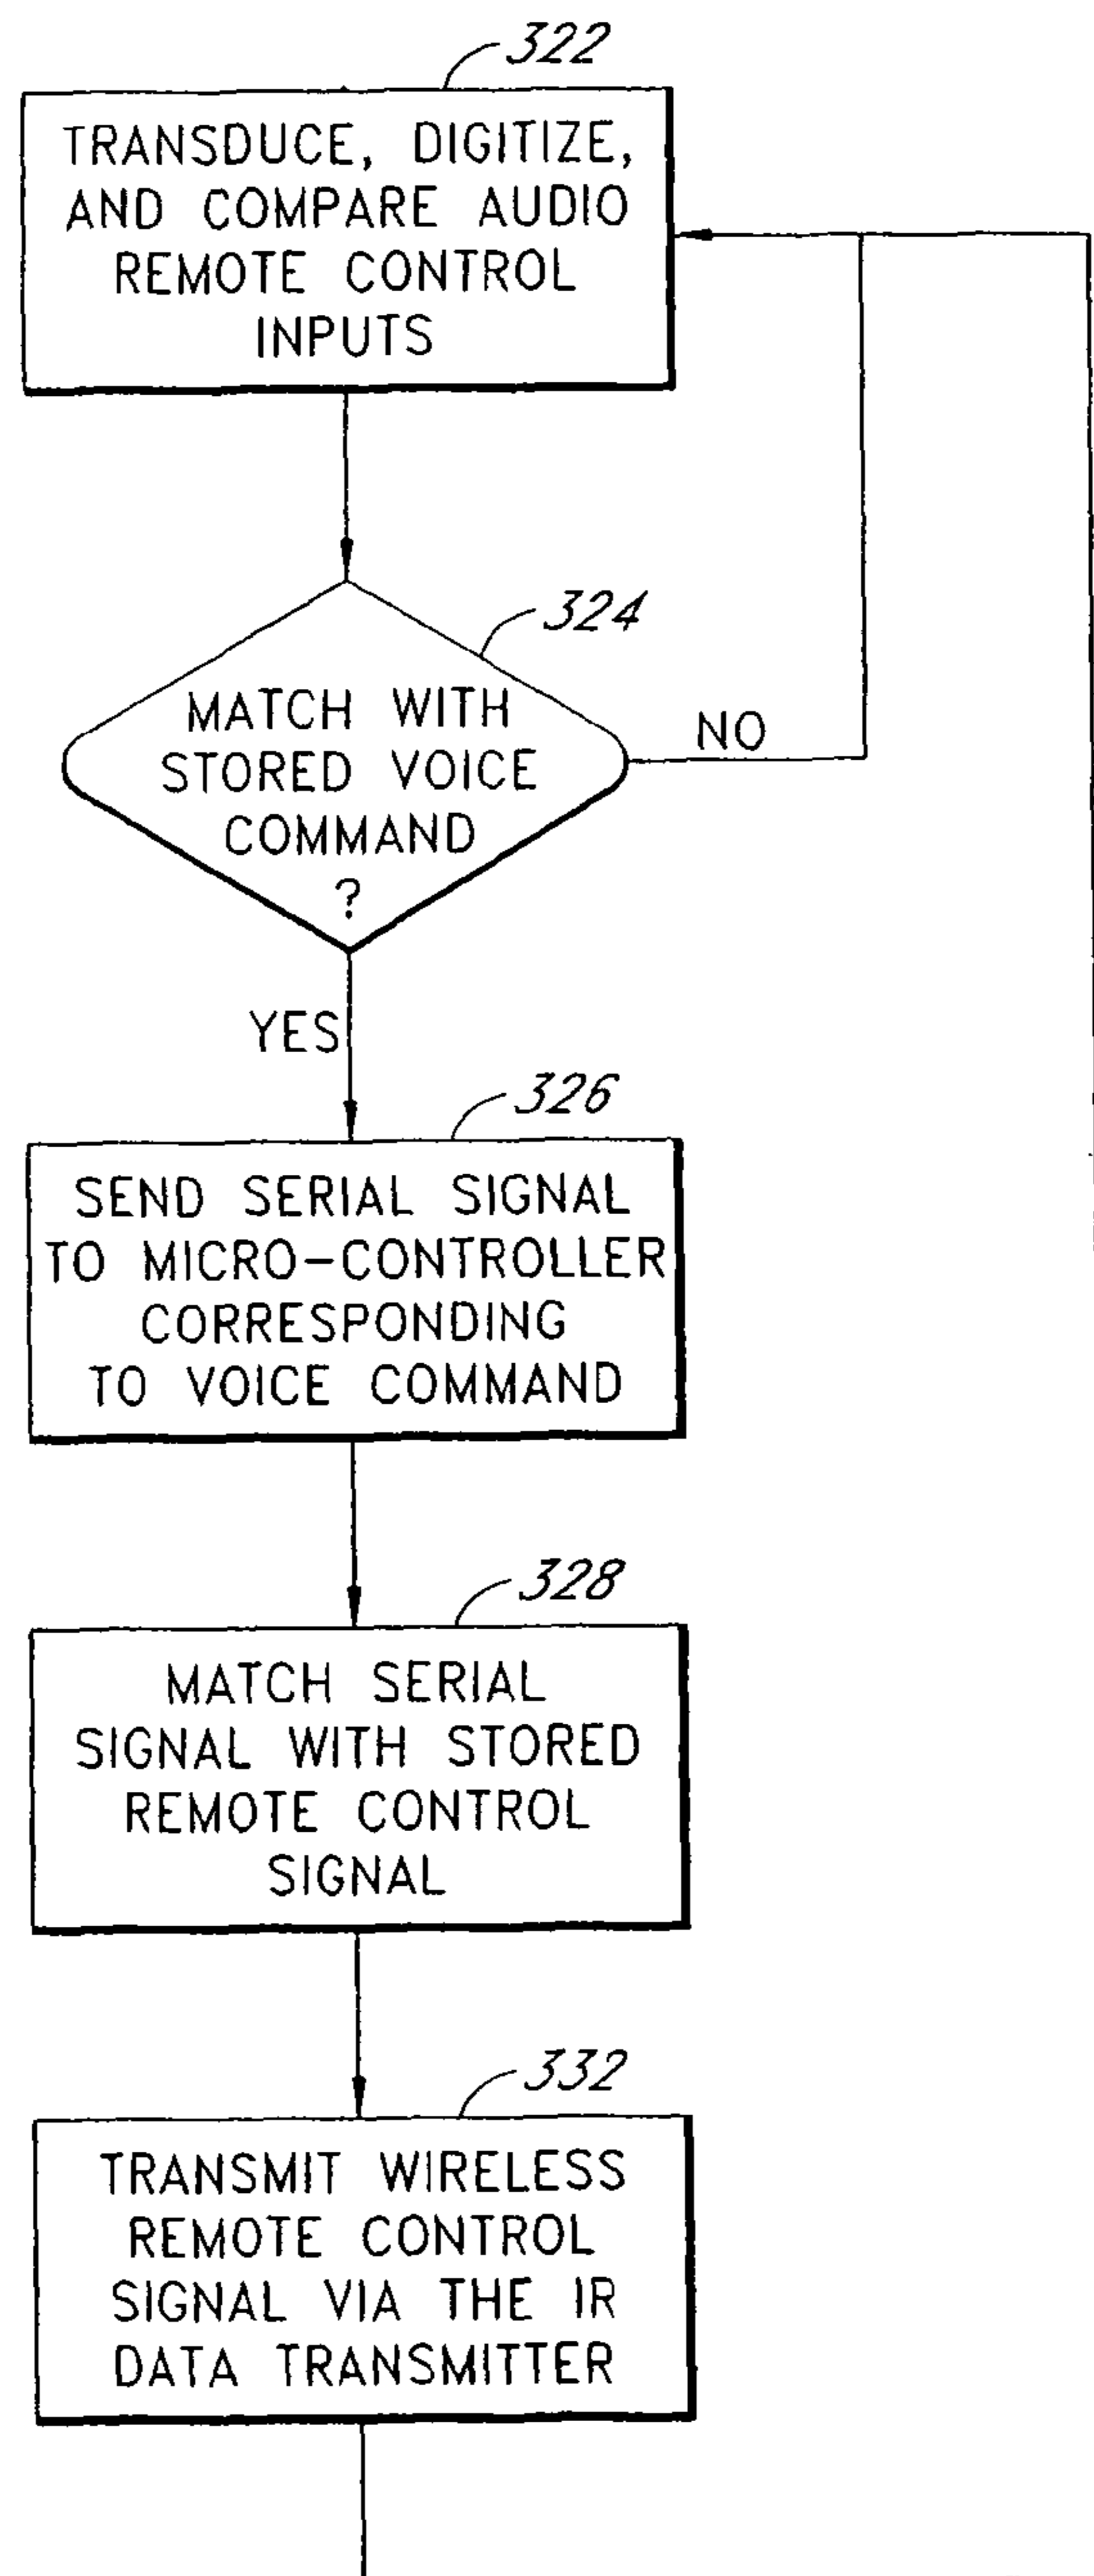 322
TRANSDUCE, DIGITIZE,
AND COMPARE AUDIO
REMOTE CONTROL
INPUTS
324
MATCH WITH
STORED VOICE
COMMAND
?
NO
YES
326
SEND SERIAL SIGNAL
TO MICRO-CONTROLLER
CORRESPONDING
TO VOICE COMMAND
328
MATCH SERIAL
SIGNAL WITH STORED
REMOTE CONTROL
SIGNAL
332
TRANSMIT WIRELESS
REMOTE CONTROL
SIGNAL VIA THE IR
DATA TRANSMITTER